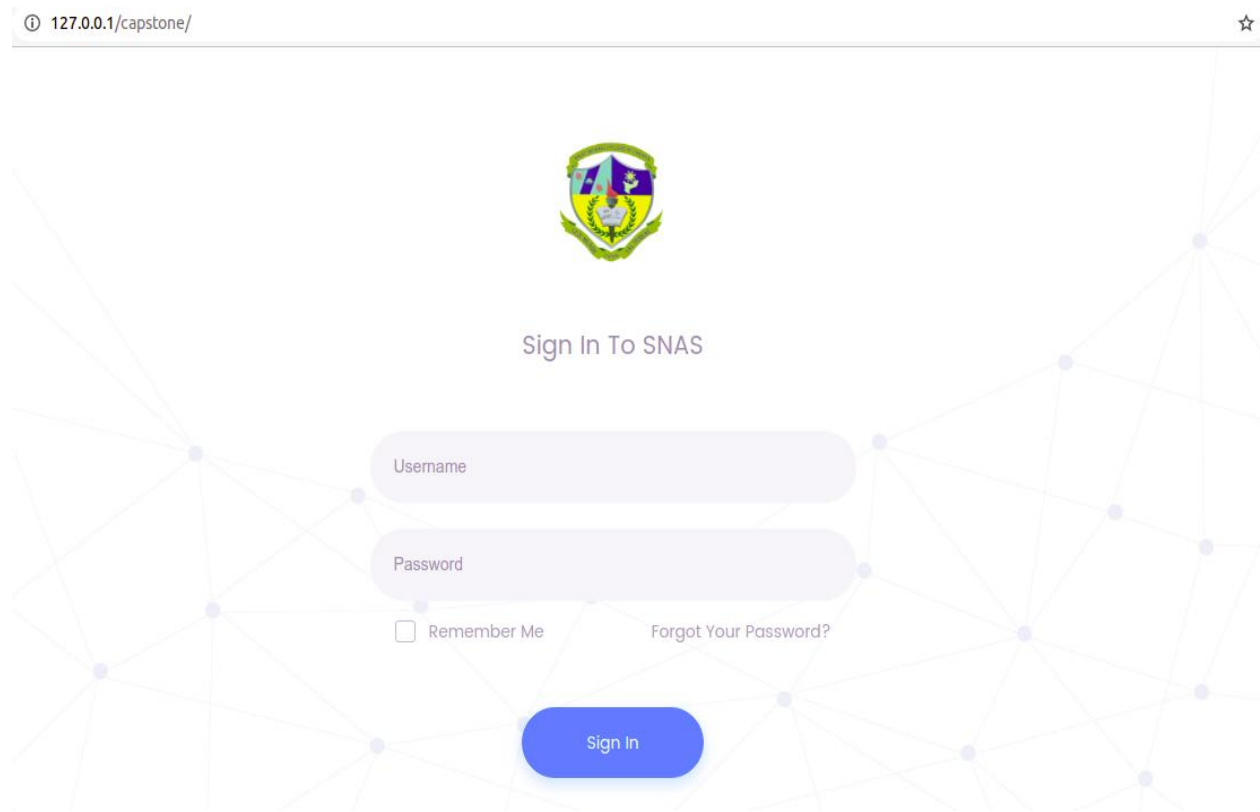 127.0.0.1/capstone/
Sign In To SNAS
Username
Password
Remember Me Forgot Your Password?
Sign In